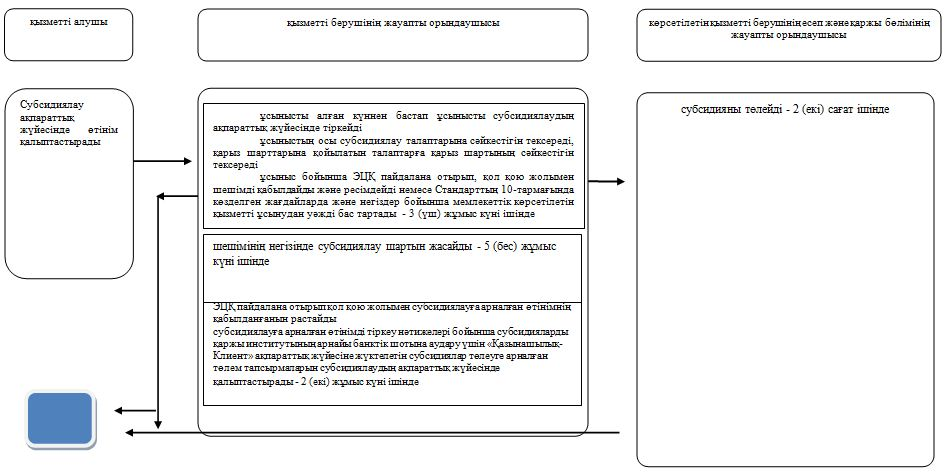 қызметті алушы
қызметті берушінің жауапты орындаушысы
көрсетілетін қызметті берушінің есеп және қаржы бөлімінің
жауапты орындаушысы
Субсидиялау
ақпараттық
жүйесінде өтінім
қалыптастырады
ұсынысты алған күннен бастап ұсынысты субсидиялаудың
ақпараттық жүйесінде тіркейді
ұсыныстың осы субсидиялау талаптарына сәйкестігін тексереді,
қарыз шарттарына қойылатын талаптарға қарыз шартының сәйкестігін
тексереді
ұсыныс бойынша ЭЦҚ пайдалана отырып, қол қою жолымен
шешімді қабылдайды және ресімдейді немесе Стандарттың 10-тармағында
көзделген жағдайларда және негіздер бойынша мемлекеттік көрсетілетін
қызметті ұсынудан уәжді бас тартады - 3 (үш) жұмыс күні ішінде
шешімінің негізінде субсидиялау шартын жасайды - 5 (бес) жұмыс
күні ішінде
ЭЦҚ пайдалана отырып қол қою жолымен субсидиялауға арналған өтінімнің
қабылданғанын растайды
субсидиялауға арналған өтінімді тіркеу нәтижелері бойынша субсидияларды
қаржы институтының арнайы банктік шотына аудару үшін «Қазынашылық-
Клиент» ақпараттық жүйесіне жүктелетін субсидиялар төлеуге арналған
төлем тапсырмаларын субсидиялаудың ақпараттық жүйесінде
қалыптастырады - 2 (екі) жұмыс күні ішінде
субсидияны төлейді - 2 (екі) сағат ішінде